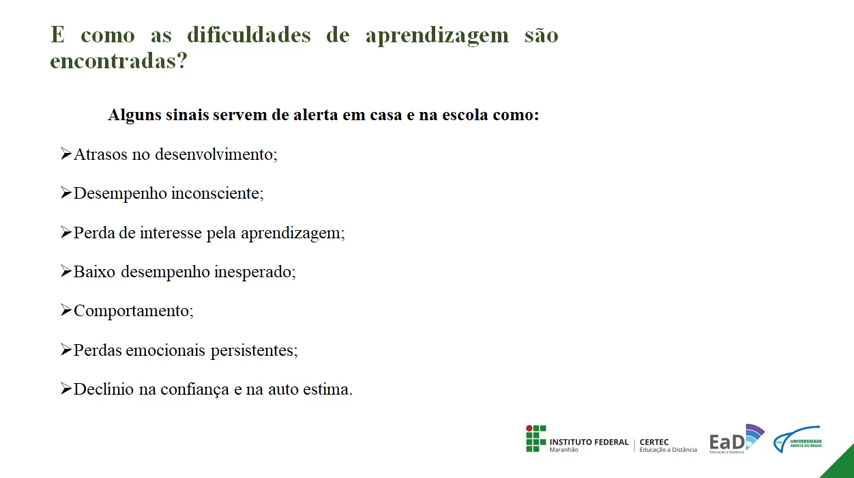 E como as dificuldades de aprendizagem são
encontradas?
Alguns sinais servem de alerta em casa e na escola como:
➢Atrasos no desenvolvimento;
➢Desempenho inconsciente;
➢Perda de interesse pela aprendizagem;
➢Baixo desempenho inesperado;
➢Comportamento;
➢Perdas emocionais persistentes;
➢Declínio na confiança e na auto estima.
INSTITUTO FEDERAL
Maranhão
CERTEC
Educação a Distância
EaD
Educação a Distância
UNIVERSIDADE
ABERTA DO BRASIL